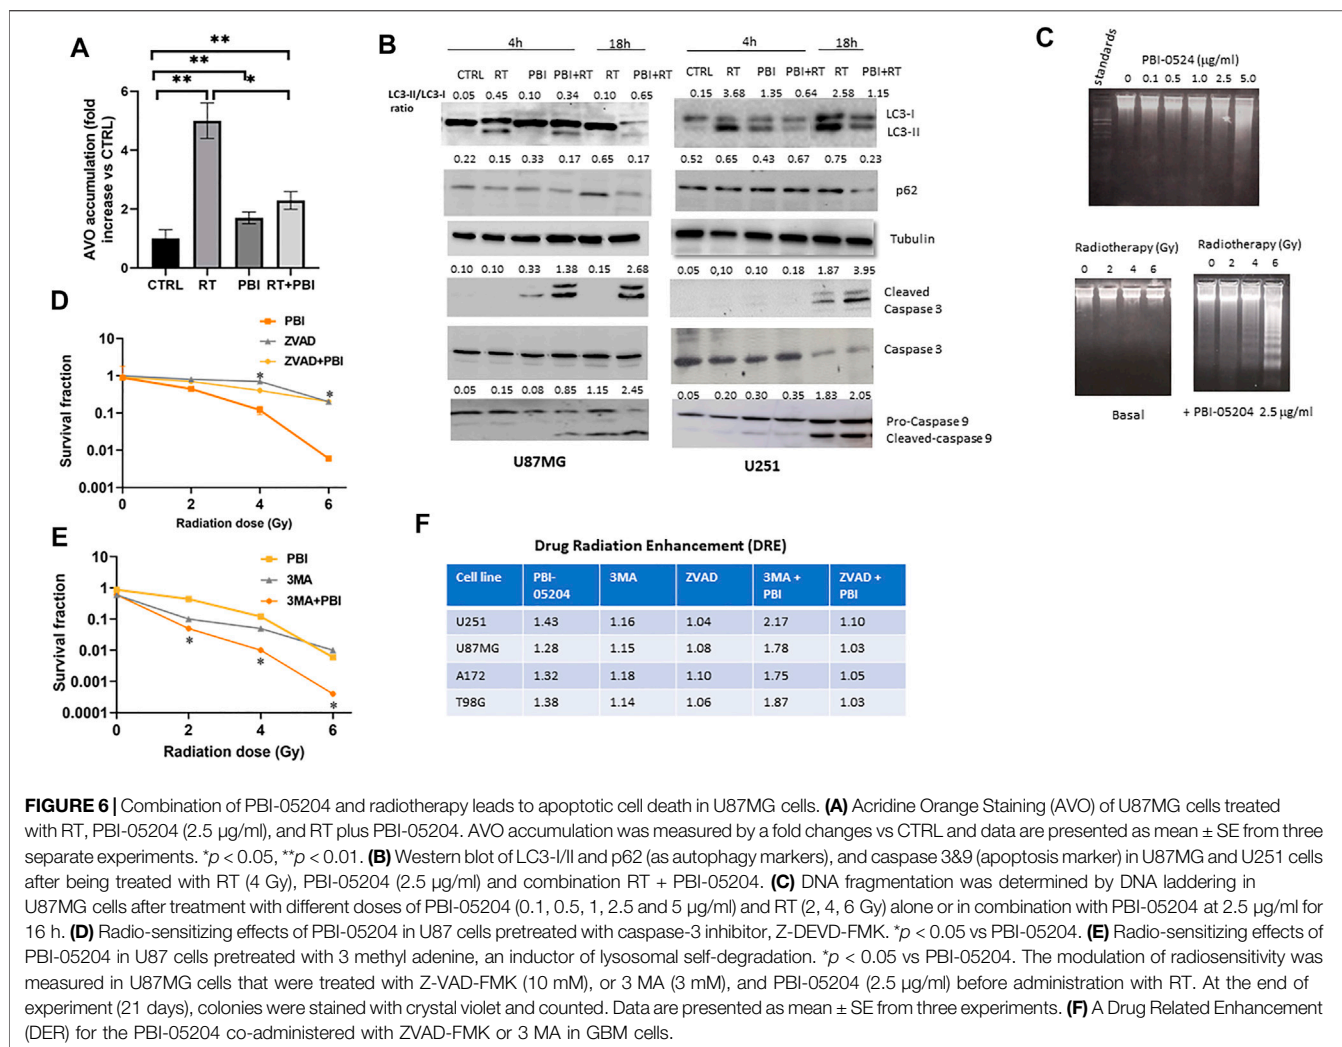 A
** 
**
** *
AVO accumulation (fold
increase vs CTRL)
6
4
2
0
CTRL RT PBI RT+PBI
B
4h 18h 4h 18h
CTRL RT PBI PBI+RT RT PBI+RT CTRL RT PBI PBI+RT RT PBI+RT
LC3-II/LC3-I
ratio
0.05 0.45 0.10 0.34 0.10 0.65 0.15 3.68 1.35 0.64 2.58 1.15
LC3-I
LC3-II
0.22 0.15 0.33 0.17 0.65 0.17 0.52 0.65 0.43 0.67 0.75 0.23
p62
Tubulin
0.10 0.10 0.33 1.38 0.15 2.68 0.05 0,10 0.10 0.18 1.87 3.95
Cleaved
Caspase 3
Caspase 3
0.05 0.15 0.08 0.85 1.15 2.45 0.05 0.20 0.30 0.35 1.83 2.05
Pro-Caspase 9
Cleaved-caspase 9
U87MG U251
C
standards
PBI-0524 (µg/ml)
0 0.1 0.5 1.0 2.5 5.0
Radiotherapy (Gy) Radiotherapy (Gy)
0 2 4 6 0 2 4 6
Basal + PBI-05204 2.5 µg/ml
D
PBI
ZVAD
ZVAD+PBI
Survival fraction
10
1
0.1
0.01
0.001
* *
0 2 4 6
Radiation dose (Gy)
E
PBI
3MA
3MA+PBI
Survival fraction
10
1
0.1
0.01
0.001
0.0001
* * *
0 2 4 6
Radiation dose (Gy)
F
Drug Radiation Enhancement (DRE)
Cell line PBI-05204 3MA ZVAD 3MA + PBI ZVAD + PBI
U251 1.43 1.16 1.04 2.17 1.10
U87MG 1.28 1.15 1.08 1.78 1.03
A172 1.32 1.18 1.10 1.75 1.05
T98G 1.38 1.14 1.06 1.87 1.03
FIGURE 6 | Combination of PBI-05204 and radiotherapy leads to apoptotic cell death in U87MG cells. (A) Acridine Orange Staining (AVO) of U87MG cells treated
with RT, PBI-05204 (2.5 µg/ml), and RT plus PBI-05204. AVO accumulation was measured by a fold changes vs CTRL and data are presented as mean ± SE from three
separate experiments. *p < 0.05, **p < 0.01. (B) Western blot of LC3-I/II and p62 (as autophagy markers), and caspase 3&9 (apoptosis marker) in U87MG and U251 cells
after being treated with RT (4 Gy), PBI-05204 (2.5 µg/ml) and combination RT + PBI-05204. (C) DNA fragmentation was determined by DNA laddering in
U87MG cells after treatment with different doses of PBI-05204 (0.1, 0.5, 1, 2.5 and 5 µg/ml) and RT (2, 4, 6 Gy) alone or in combination with PBI-05204 at 2.5 µg/ml for
16 h. (D) Radio-sensitizing effects of PBI-05204 in U87 cells pretreated with caspase-3 inhibitor, Z-DEVD-FMK. *p < 0.05 vs PBI-05204. (E) Radio-sensitizing effects of
PBI-05204 in U87 cells pretreated with 3 methyl adenine, an inductor of lysosomal self-degradation. *p < 0.05 vs PBI-05204. The modulation of radiosensitivity was
measured in U87MG cells that were treated with Z-VAD-FMK (10 mM), or 3 MA (3 mM), and PBI-05204 (2.5 µg/ml) before administration with RT. At the end of
experiment (21 days), colonies were stained with crystal violet and counted. Data are presented as mean ± SE from three experiments. (F) A Drug Related Enhancement
(DER) for the PBI-05204 co-administered with ZVAD-FMK or 3 MA in GBM cells.